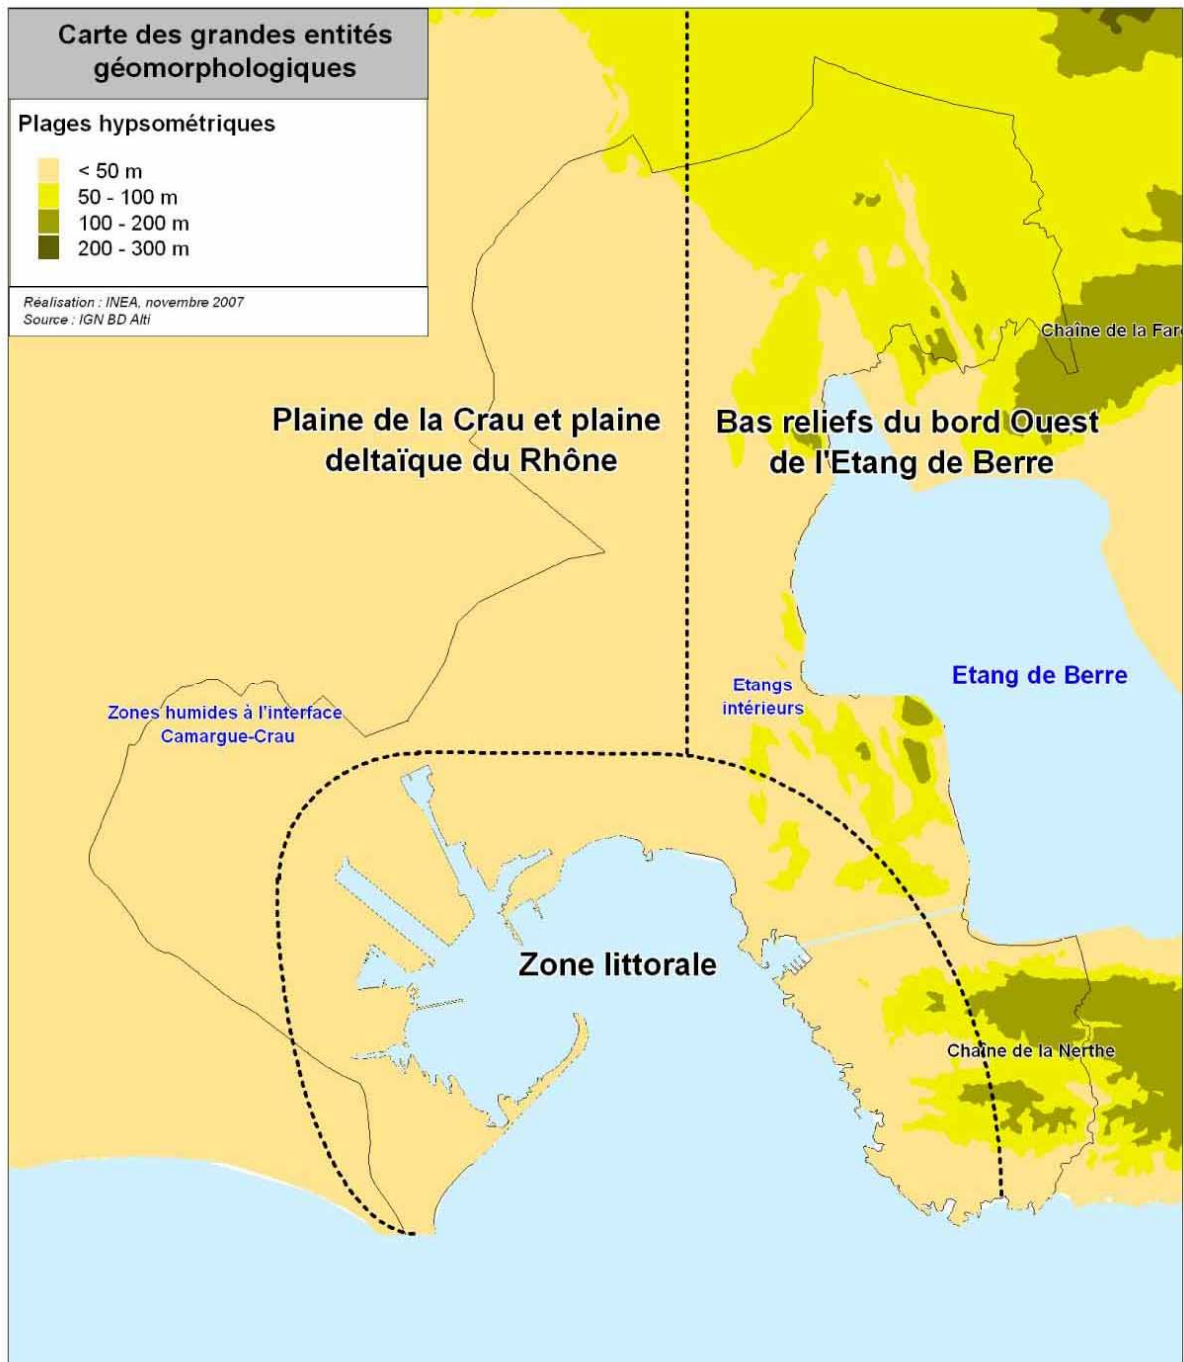 Carte des grandes entités
géomorphologiques
Plages hypsométriques
< 50 m
50 - 100 m
100 - 200 m
200 - 300 m
Réalisation : INEA, novembre 2007
Source : IGN BD Alti
Chaîne de la Fare
Plaine de la Crau et plaine
deltaïque du Rhône
Bas reliefs du bord Ouest
de l'Etang de Berre
Etang de Berre
Etangs
intérieurs
Zones humides à l'interface
Camargue-Crau
Zone littorale
Chaîne de la Nerthe